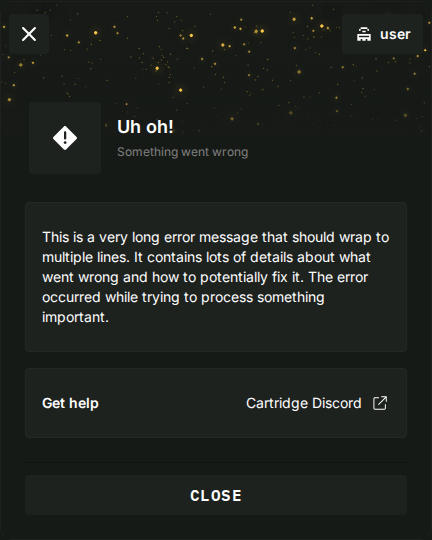 user
Uh oh!
Something went wrong
This is a very long error message that should wrap to
multiple lines. It contains lots of details about what
went wrong and how to potentially fix it. The error
occurred while trying to process something
important.
Get help Cartridge Discord
CLOSE